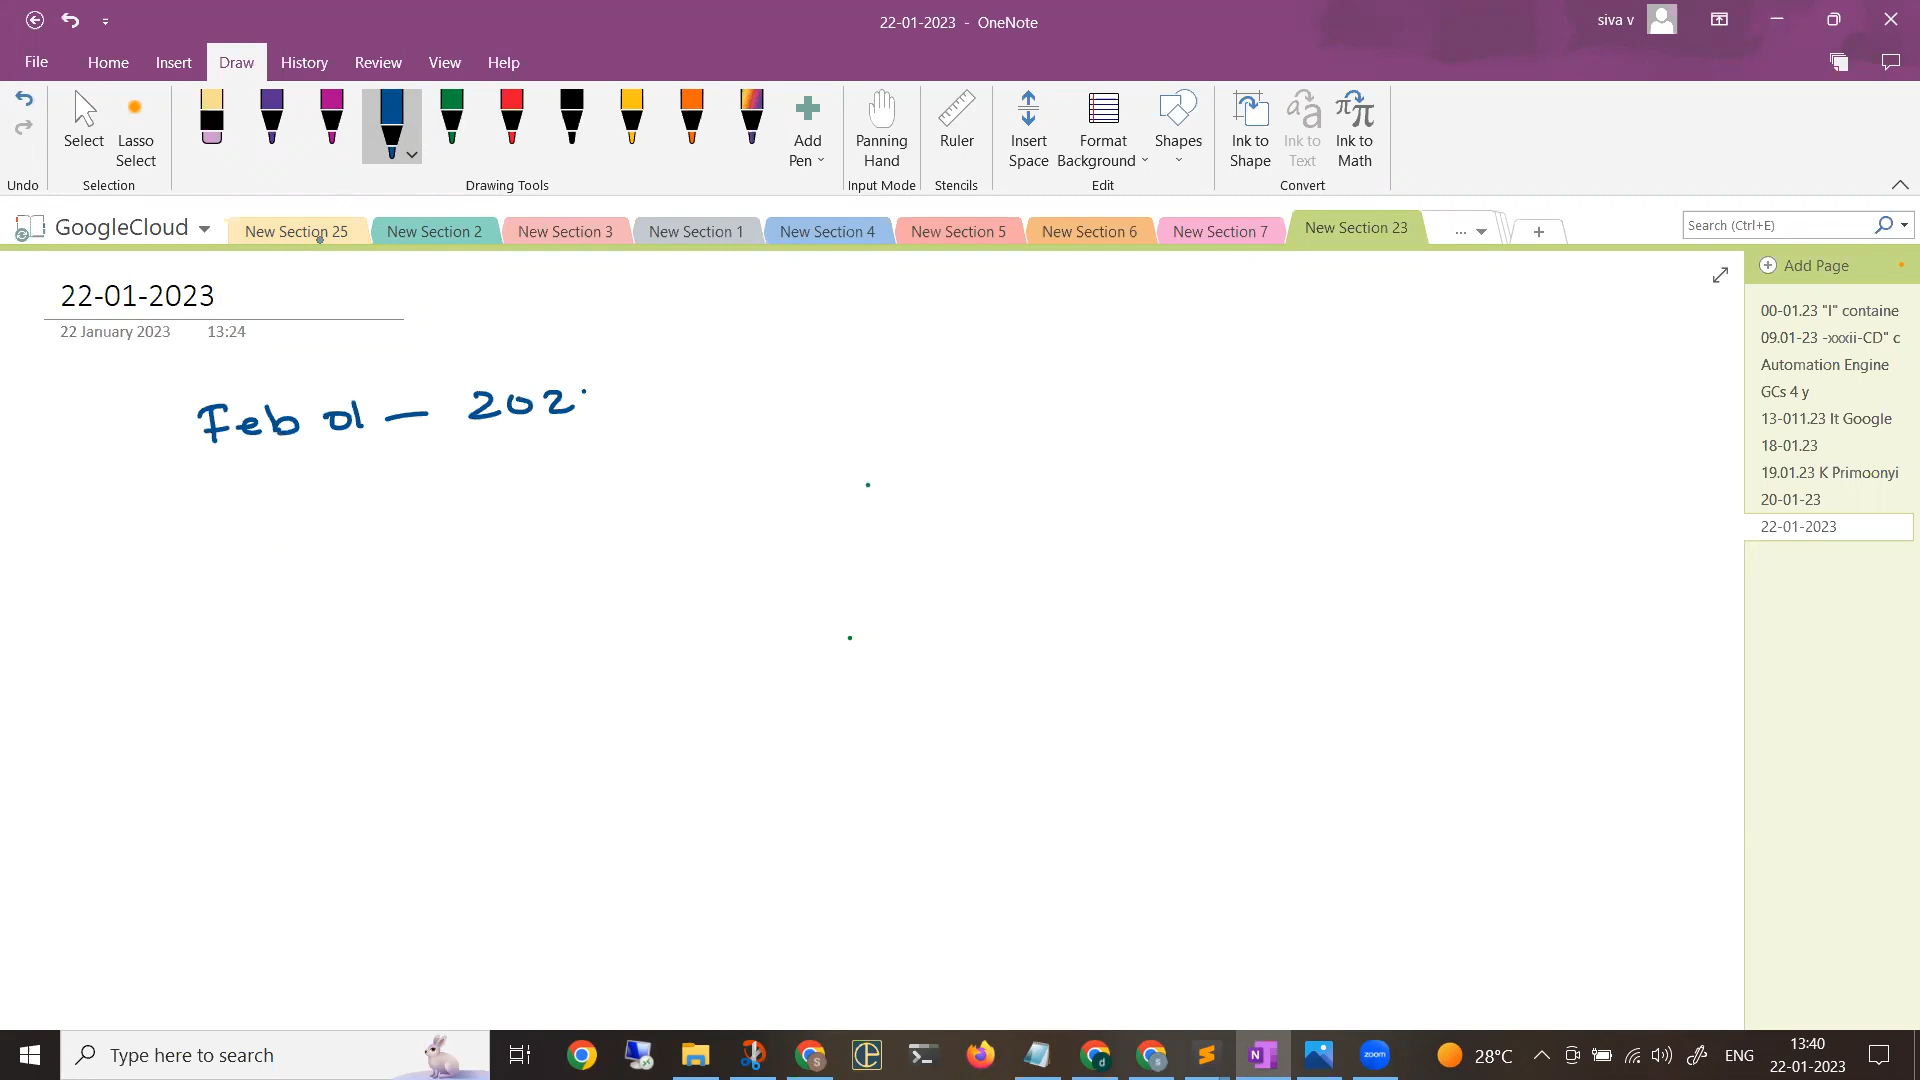 22-01-2023 - OneNote
siva v
File Home Insert Draw History Review View Help
Select
Lasso Select
Add Pen
Panning Hand
Ruler
Insert Space
Format Background
Shapes
Ink to Shape
Ink to Text
Ink to Math
Undo Selection Drawing Tools Input Mode Stencils Edit Convert
GoogleCloud New Section 25 New Section 2 New Section 3 New Section 1 New Section 4 New Section 5 New Section 6 New Section 7 New Section 23 ... Search (Ctrl+E)
Add Page
22-01-2023
22 January 2023 13:24
Feb 01 — 202
00-01.23 "I" containe
09.01-23 -xxxii-CD" c
Automation Engine
GCs 4 y
13-011.23 It Google
18-01.23
19.01.23 K Primoonyi
20-01-23
22-01-2023
Type here to search
zoom
28°C
ENG
13:40
22-01-2023